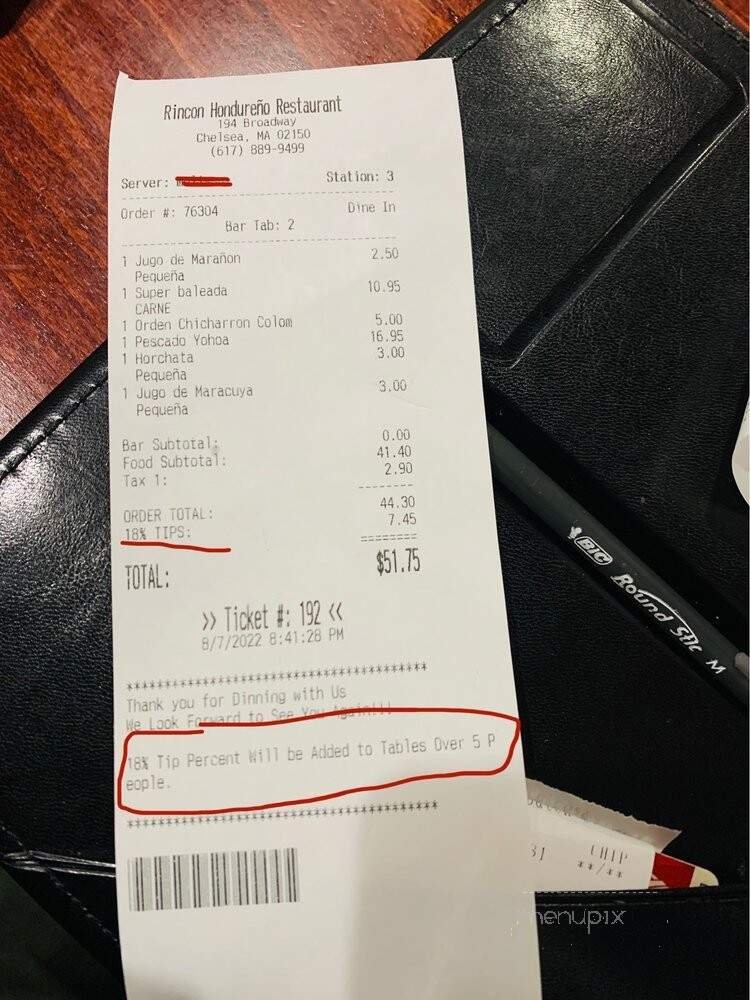 Rincon Hondureño Restaurant
194 Broadway
Chelsea, MA 02150
(617) 889-9499
Server: Station: 3
Order #: 76304 Dine In
Bar Tab: 2
1 Jugo de Marañon 2.50
Pequeña
1 Super baleada 10.95
CARNE
1 Orden Chicharron Colom 5.00
1 Pescado Yohoa 16.95
1 Horchata 3.00
Pequeña
1 Jugo de Maracuya 3.00
Pequeña
Bar Subtotal: 0.00
Food Subtotal: 41.40
Tax 1: 2.90
ORDER TOTAL: 44.30
18% TIPS: 7.45
TOTAL: $51.75
>> Ticket #: 192 <<
8/7/2022 8:41:28 PM
Thank you for Dinning with Us
We Look Forward to See You Again!!!
18% Tip Percent Will be Added to Tables Over 5 P
eople.
BIC Round Stic M
31 CHIP
**/**
menupix